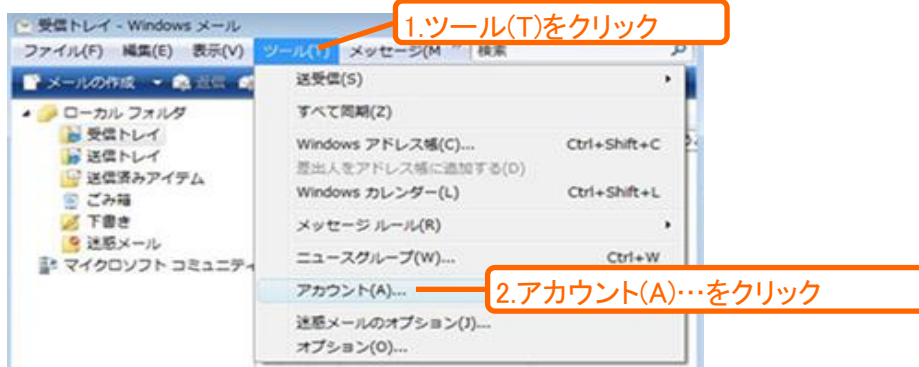 受信トレイ - Windows メール
1.ツール(T)をクリック
ファイル(F) 編集(E) 表示(V) ツール(T) メッセージ(M 検索
メールの作成 返信
送受信(S)
ローカル フォルダ
すべて同期(Z)
受信トレイ
Windows アドレス帳(C)... Ctrl+Shift+C
送信トレイ
差出人をアドレス帳に追加する(D)
送信済みアイテム
Windows カレンダー(L) Ctrl+Shift+L
ごみ箱
下書き
メッセージ ルール(R)
迷惑メール
ニュースグループ(W)... Ctrl+W
マイクロソフト コミュニティ
アカウント(A)...
2.アカウント(A)…をクリック
迷惑メールのオプション(J)...
オプション(O)...